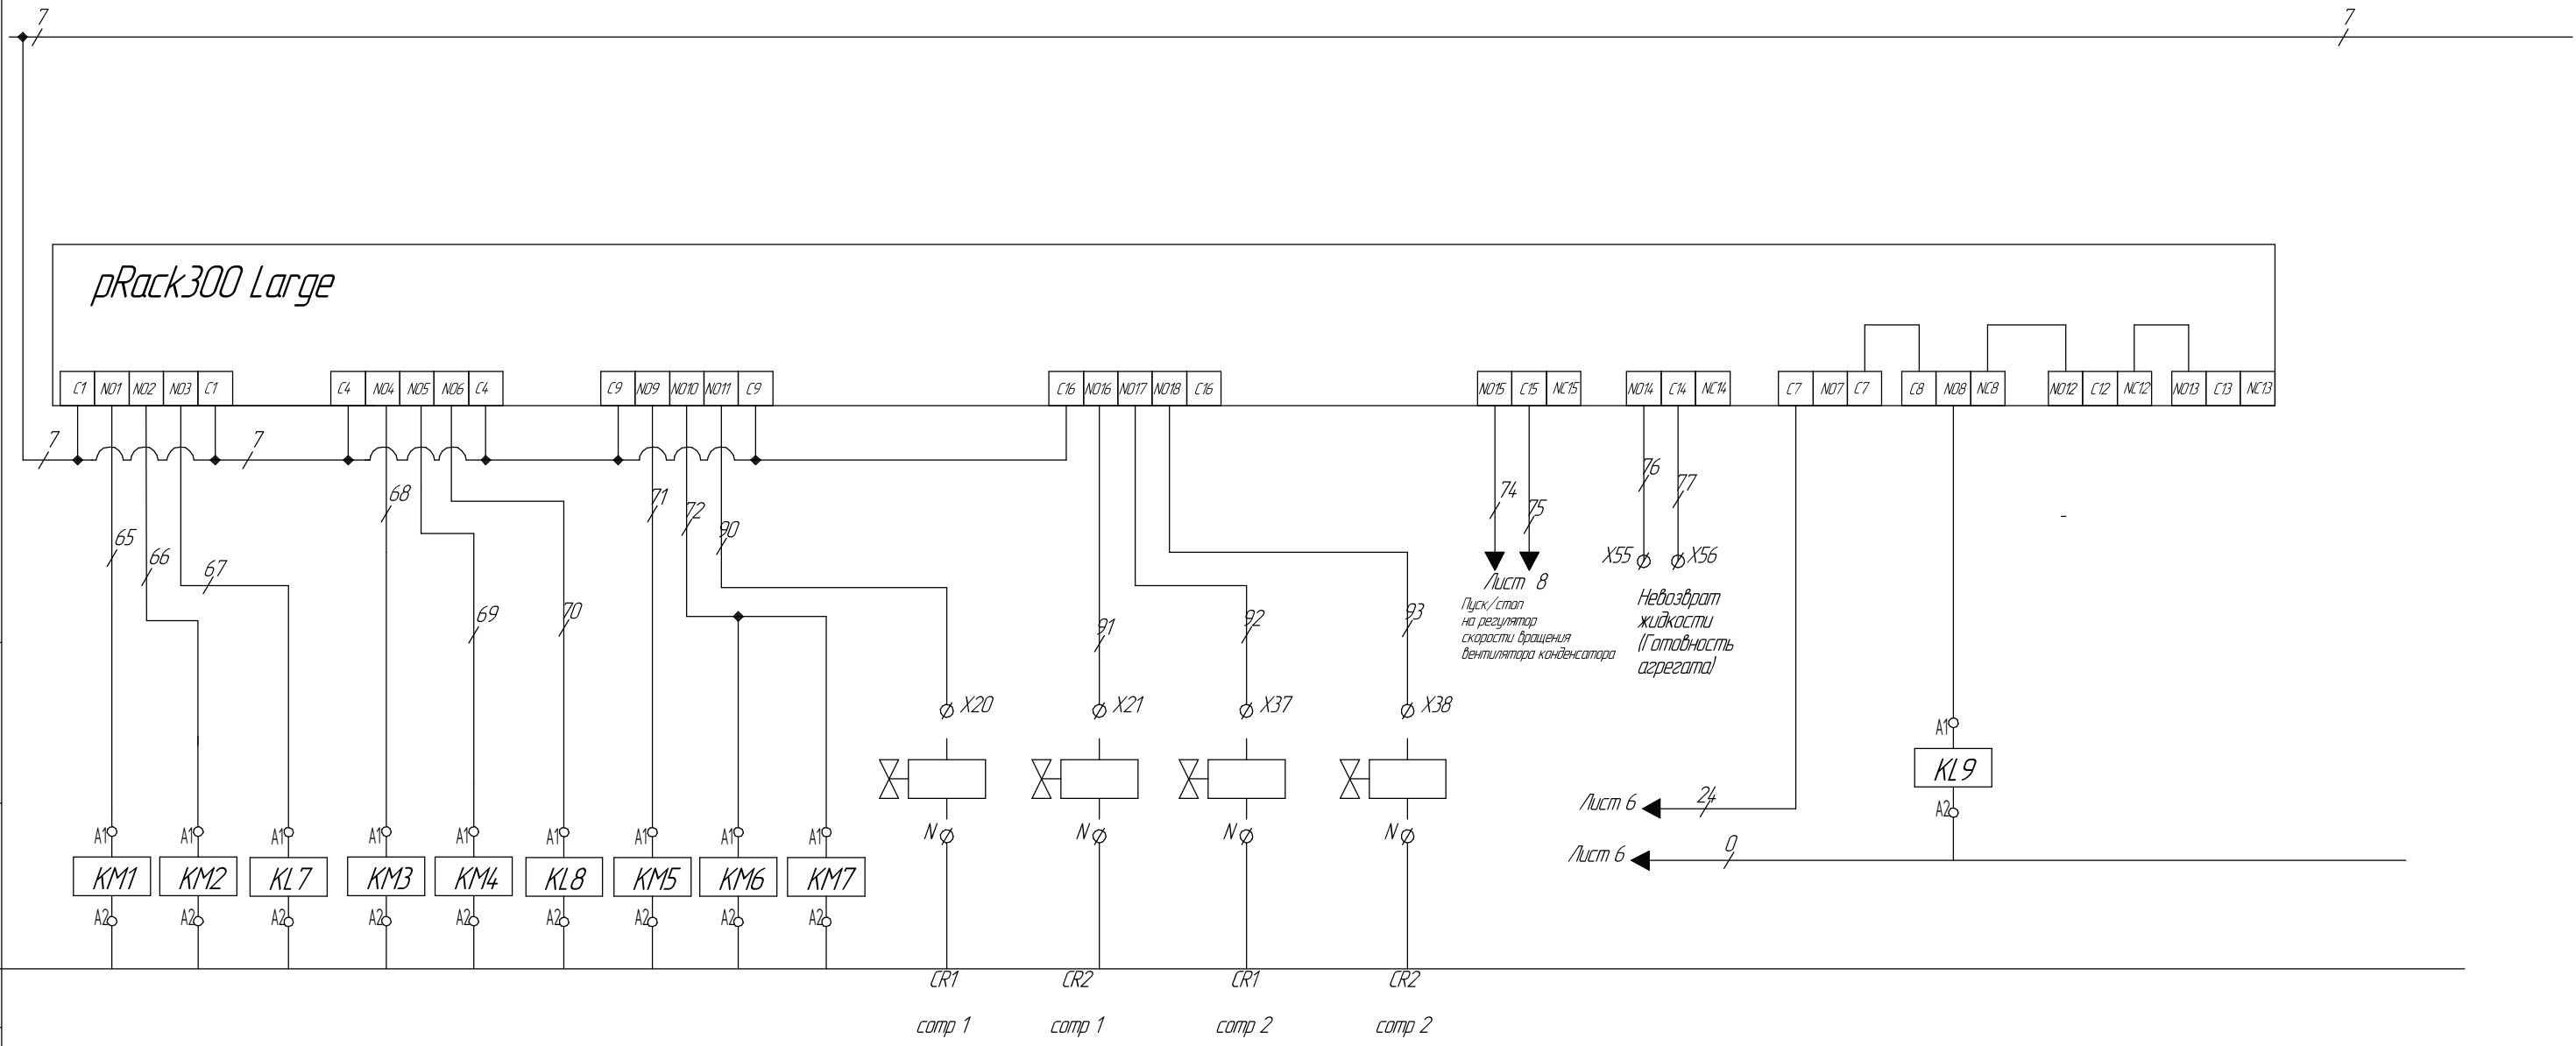 7 7
pRack300 Large
C1 NO1 NO2 NO3 C1 C4 NO4 NO5 NO6 C4 C9 NO9 NO10 NO11 C9 C16 NO16 NO17 NO18 C16 NO15 C15 NC15 NO14 C14 NC14 C7 NO7 C7 C8 NO8 NC8 NO12 C12 NC12 NO13 C13 NC13
7 7
65 66 67 68 69 70 71 72 90 91 92 93 74 75 76 77
X55 X56
Лист 8
Пуск/стоп
на регулятор
скорости вращения
вентилятора конденсатора
Невозврат
жидкости
(Готовность
агрегата)
X20 X21 X37 X38
A1
KL9
A2
Лист 6 24
Лист 6 0
N N N N
A1 A1 A1 A1 A1 A1 A1 A1 A1
KM1 KM2 KL7 KM3 KM4 KL8 KM5 KM6 KM7
A2 A2 A2 A2 A2 A2 A2 A2 A2
CR1 CR2 CR1 CR2
comp 1 comp 1 comp 2 comp 2